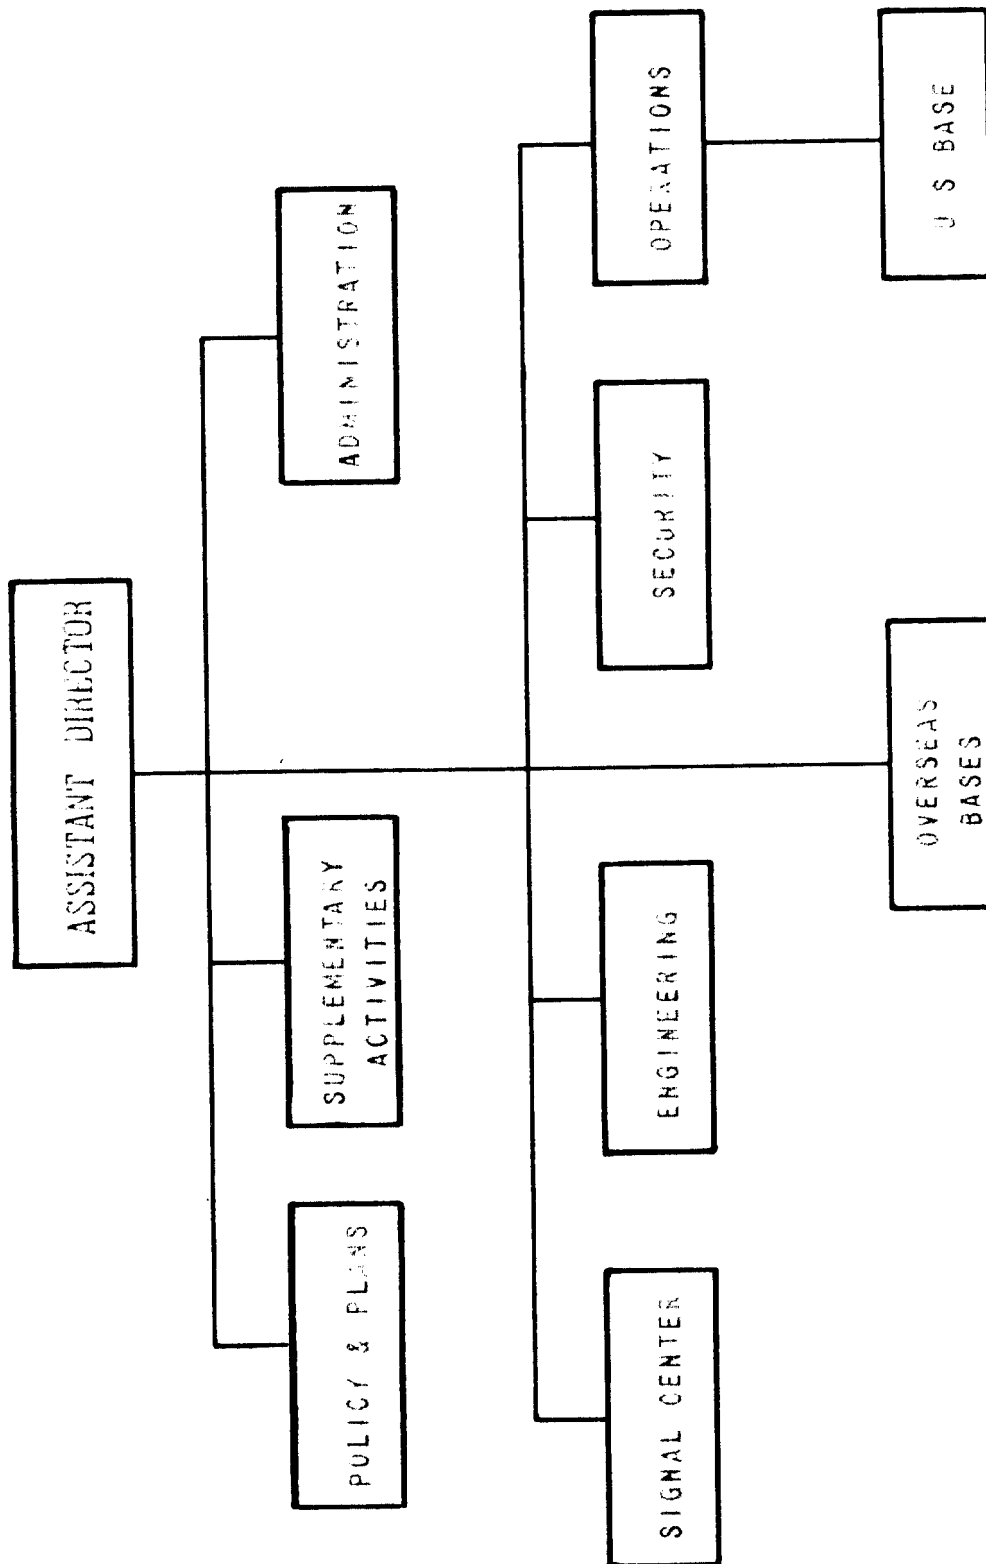 ASSISTANT DIRECTOR
POLICY & PLANS
SUPPLEMENTARY
ACTIVITIES
ADMINISTRATION
SIGNAL CENTER
ENGINEERING
SECURITY
OPERATIONS
OVERSEAS
BASES
U S BASE